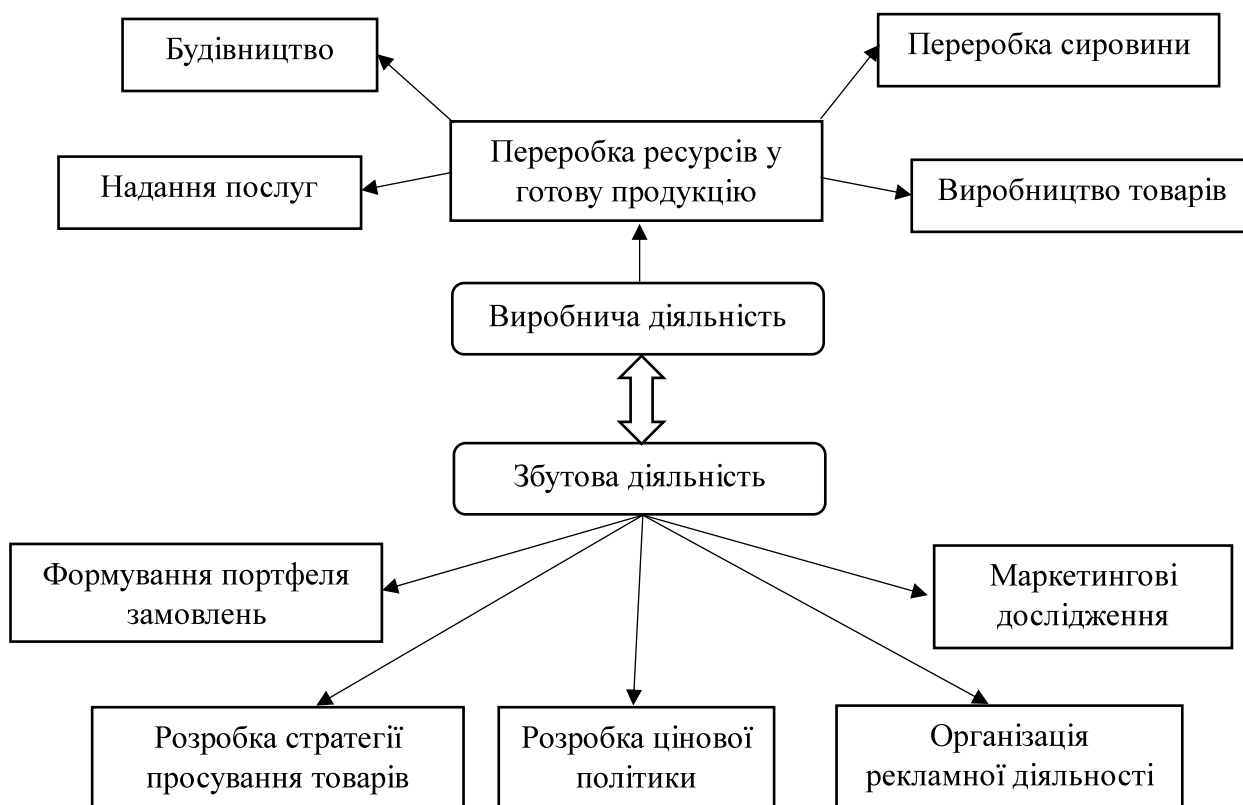 Будівництво
Переробка сировини
Переробка ресурсів у
готову продукцію
Надання послуг
Виробництво товарів
Виробнича діяльність
Збутова діяльність
Формування портфеля
замовлень
Маркетингові
дослідження
Розробка стратегії
просування товарів
Розробка цінової
політики
Організація
рекламної діяльності